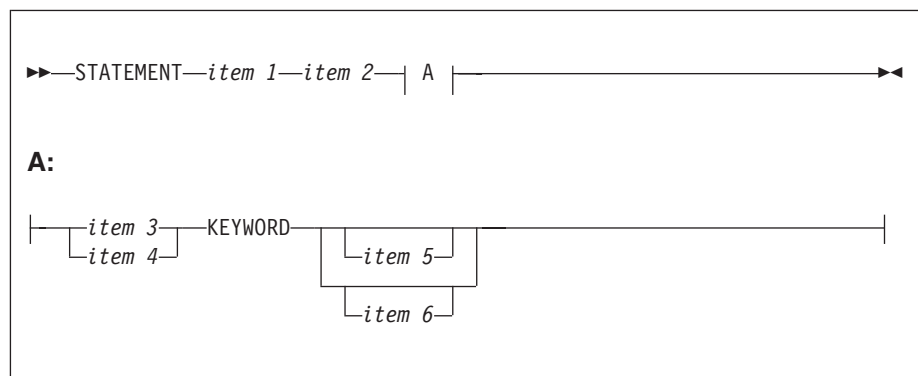 STATEMENT item 1 item 2 A
A:
item 3 KEYWORD
item 4 item 5
item 6